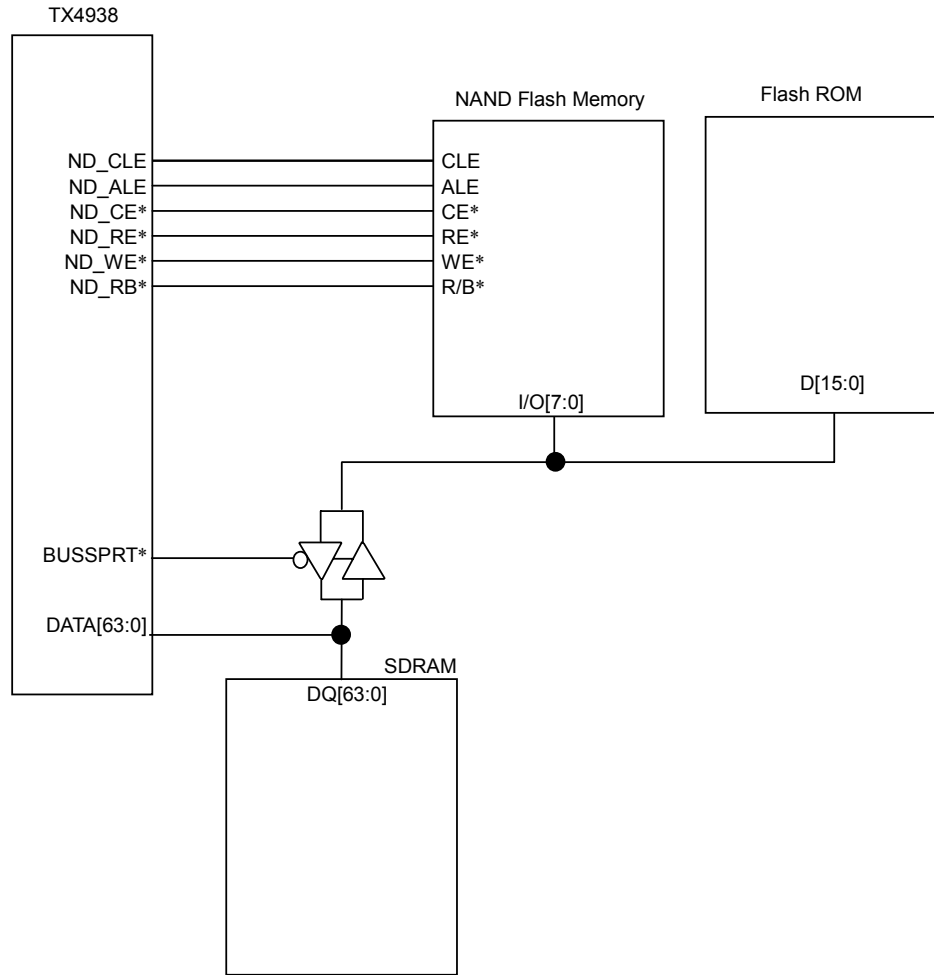 TX4938
NAND Flash Memory
Flash ROM
ND_CLE
CLE
ND_ALE
ALE
ND_CE*
CE*
ND_RE*
RE*
ND_WE*
WE*
ND_RB*
R/B*
D[15:0]
I/O[7:0]
BUSSPRT*
DATA[63:0]
SDRAM
DQ[63:0]